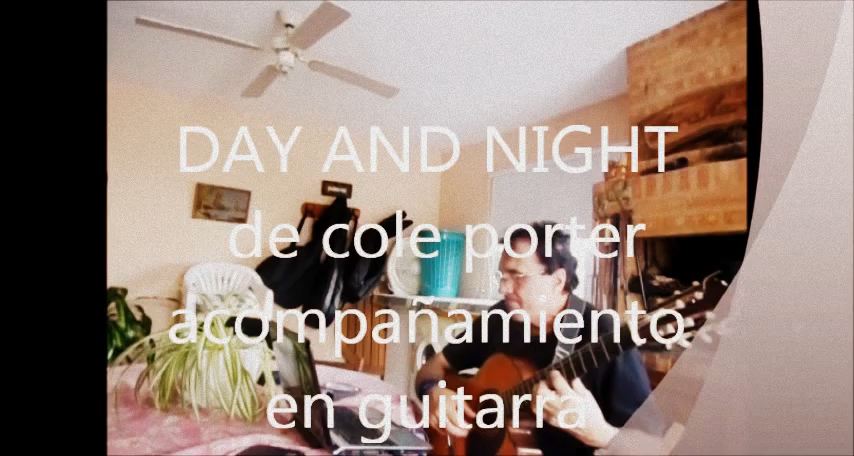 DAY AND NIGHT
de cole porter
acompañamiento
en guitarra